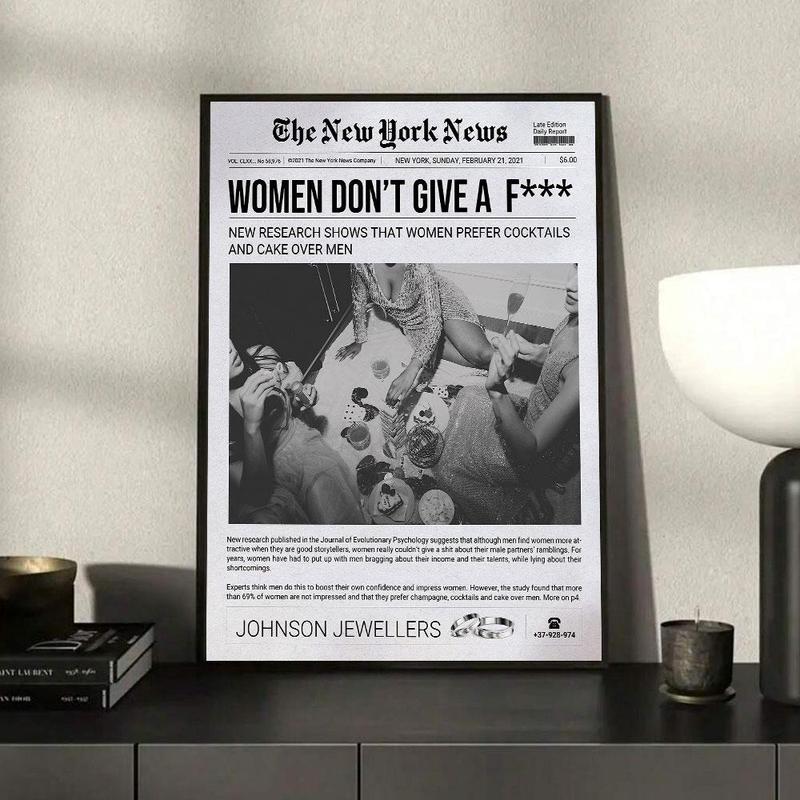 The New York News
Late Edition
Daily Report
©2021 The New York News Company
NEW YORK, SUNDAY, FEBRUARY 21, 2021
$6.00
WOMEN DON'T GIVE A F***
NEW RESEARCH SHOWS THAT WOMEN PREFER COCKTAILS
AND CAKE OVER MEN
New research published in the Journal of Evolutionary Psychology suggests that although men find women more at-
tractive when they are good storytellers, women really couldn't give a shit about their male partners' ramblings. For
years, women have had to put up with men bragging about their income and their talents, while lying about their
shortcomings.
Experts think men do this to boost their own confidence and impress women. However, the study found that more
than 69% of women are not impressed and that they prefer champagne, cocktails and cake over men. More on p4.
JOHNSON JEWELLERS
+37-928-974
SAINT LAURENT